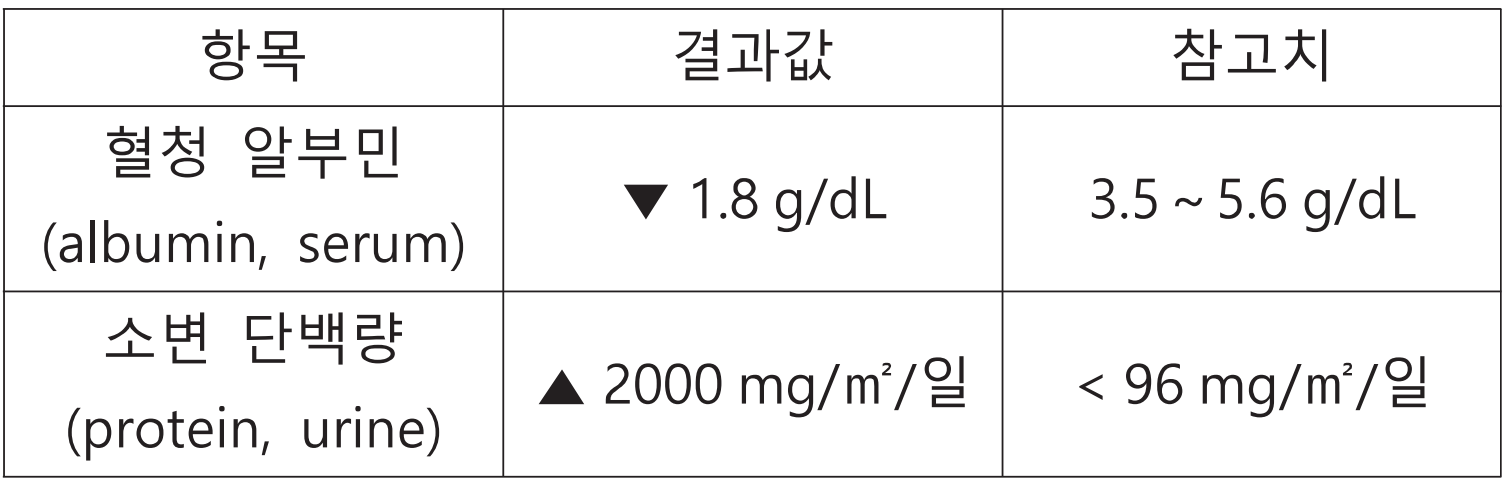 항목 결과값 참고치
혈청 알부민
(albumin, serum)
▼ 1.8 g/dL
3.5 ~ 5.6 g/dL
소변 단백량
(protein, urine)
▲ 2000 mg/㎡/일
< 96 mg/㎡/일